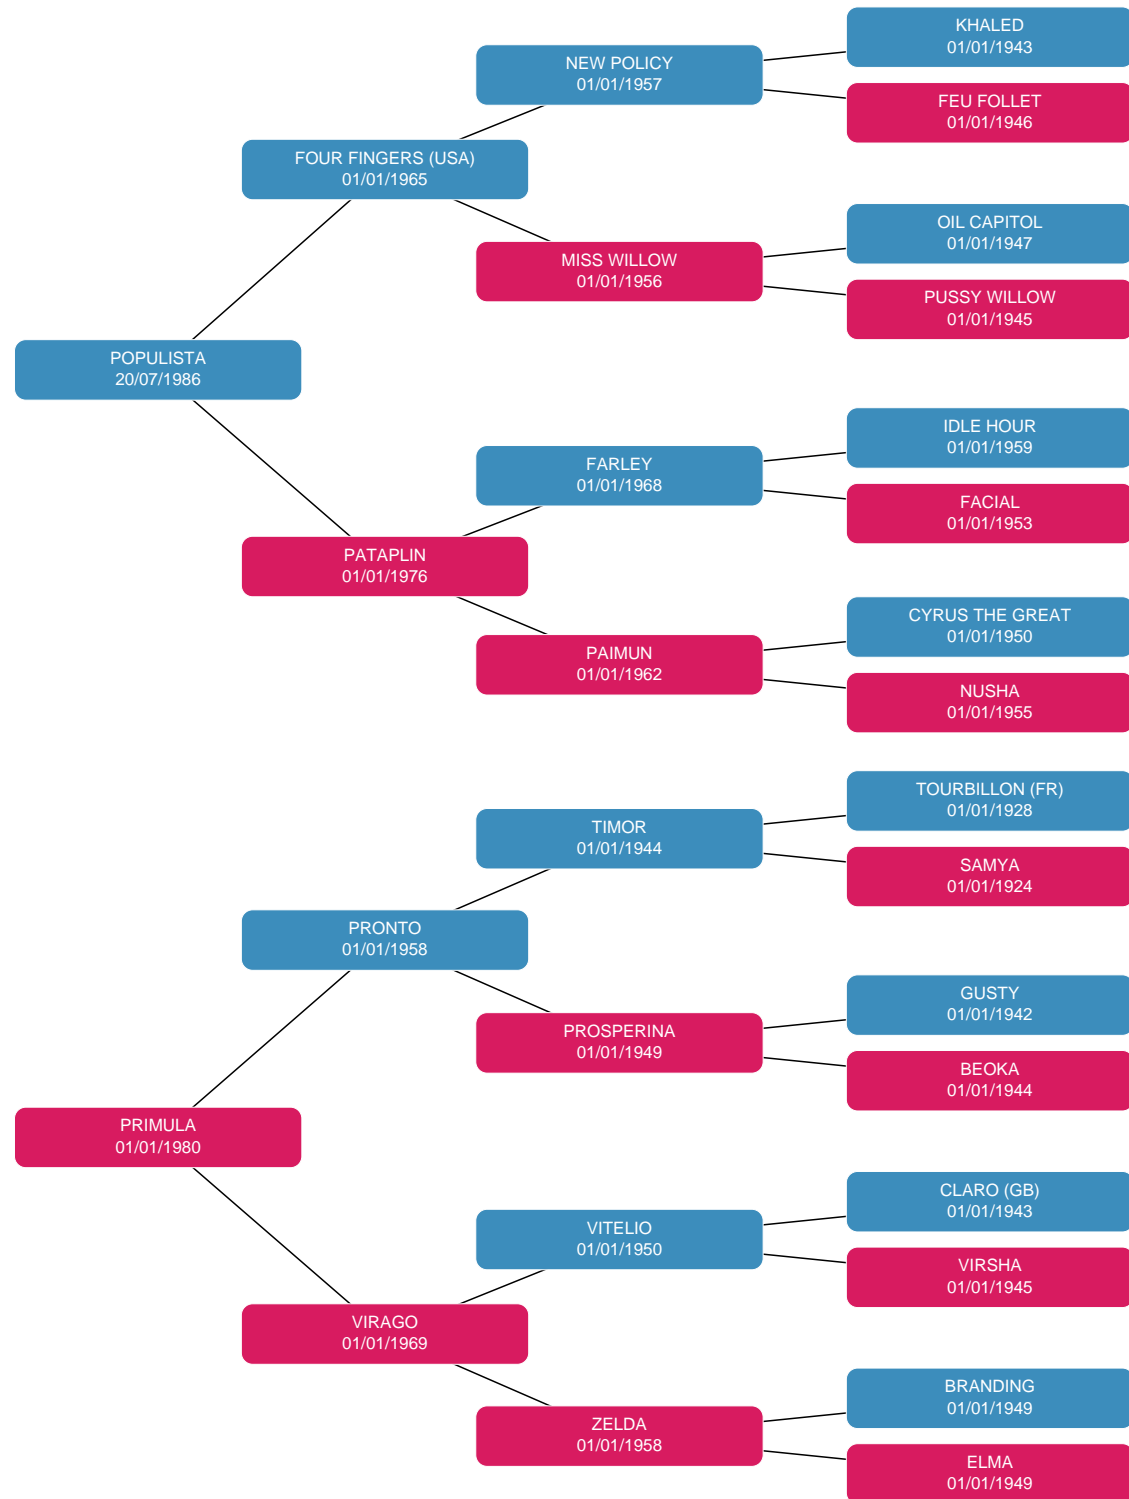 KHALED
01/01/1943
NEW POLICY
01/01/1957
FEU FOLLET
01/01/1946
FOUR FINGERS (USA)
01/01/1965
OIL CAPITOL
01/01/1947
MISS WILLOW
01/01/1956
PUSSY WILLOW
01/01/1945
POPULISTA
20/07/1986
IDLE HOUR
01/01/1959
FARLEY
01/01/1968
FACIAL
01/01/1953
PATAPLIN
01/01/1976
CYRUS THE GREAT
01/01/1950
PAIMUN
01/01/1962
NUSHA
01/01/1955
TOURBILLON (FR)
01/01/1928
TIMOR
01/01/1944
SAMYA
01/01/1924
PRONTO
01/01/1958
GUSTY
01/01/1942
PROSPERINA
01/01/1949
BEOKA
01/01/1944
PRIMULA
01/01/1980
CLARO (GB)
01/01/1943
VITELIO
01/01/1950
VIRSHA
01/01/1945
VIRAGO
01/01/1969
BRANDING
01/01/1949
ZELDA
01/01/1958
ELMA
01/01/1949